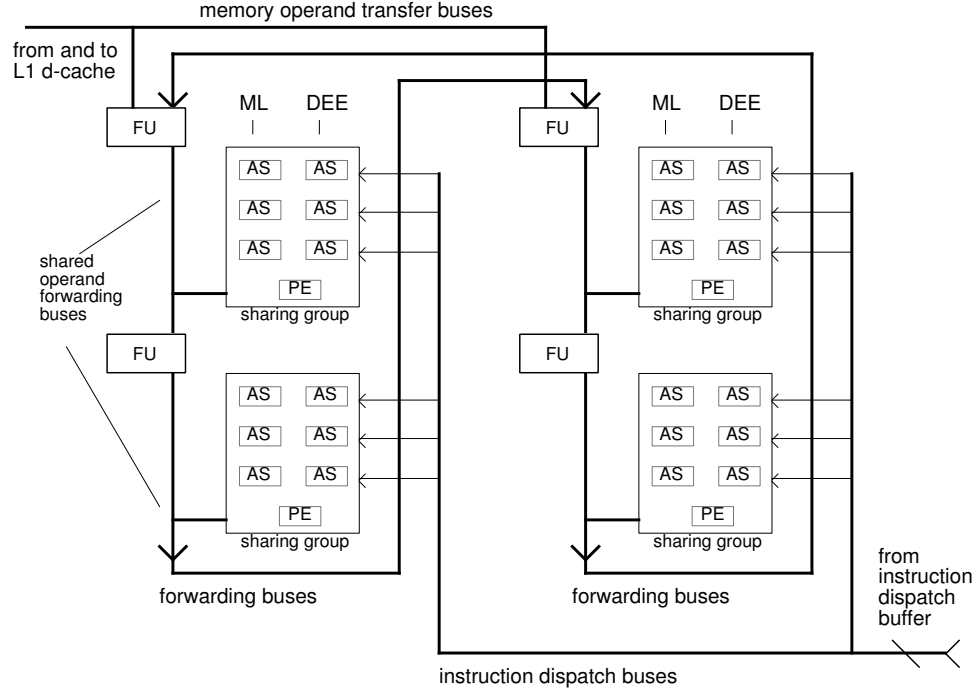 memory operand transfer buses
from and to
L1 d-cache
ML DEE
ML DEE
FU
FU
AS AS
AS AS
AS AS
AS AS
AS AS
AS AS
PE
PE
sharing group
sharing group
shared
operand
forwarding
buses
FU
FU
AS AS
AS AS
AS AS
AS AS
AS AS
AS AS
PE
PE
sharing group
sharing group
forwarding buses
forwarding buses
from
instruction
dispatch
buffer
instruction dispatch buses